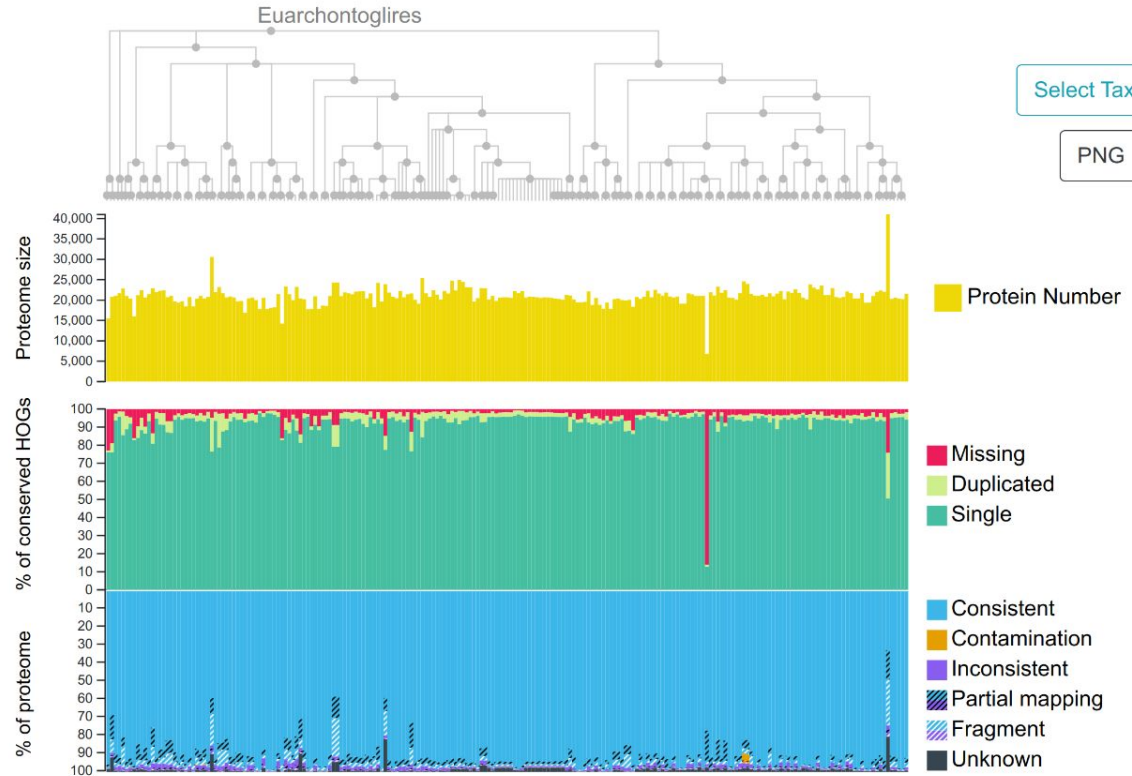 Euarchontoglires
Select Tax
PNG
Proteome size
40,000
35,000
30,000
25,000
20,000
15,000
10,000
5,000
0
Protein Number
% of conserved HOGs
100
90
80
70
60
50
40
30
20
10
0
Missing
Duplicated
Single
% of proteome
10
20
30
40
50
60
70
80
90
100
Consistent
Contamination
Inconsistent
Partial mapping
Fragment
Unknown